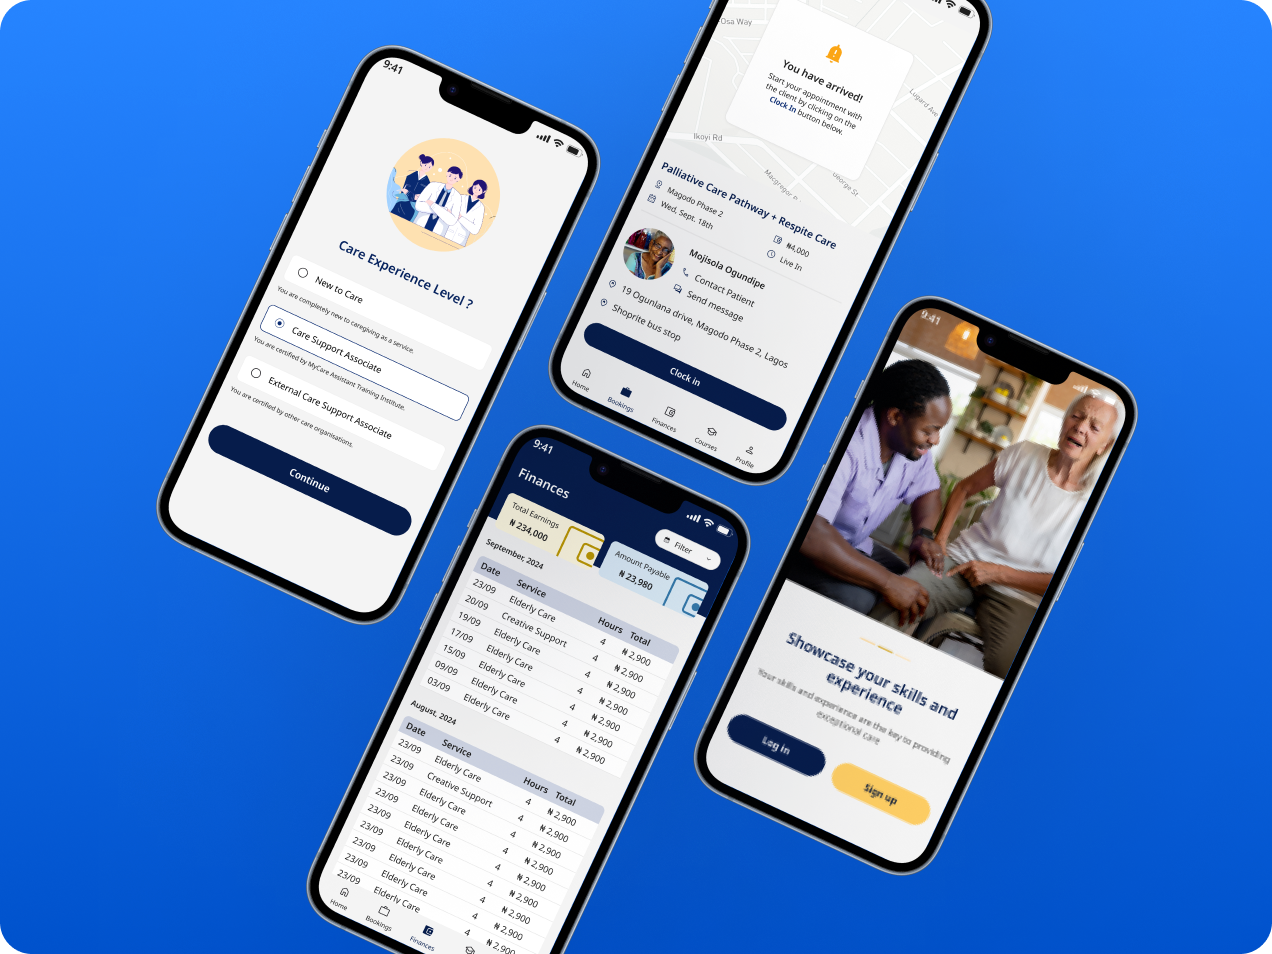 9:41
Care Experience Level ?
New to Care
You are completely new to caregiving as a service.
Care Support Associate
You are certified by MyCare Assistant Training Institute.
External Care Support Associate
You are certified by other care organisations.
Continue
Osa Way
Lugard Ave
Ikoyi Rd
Macgregor
George St
You have arrived!
Start your appointment with
the client by clicking on the
Clock In button below.
Palliative Care Pathway + Respite Care
Magodo Phase 2
₦4,000
Wed, Sept. 18th
Live In
Mojisola Ogundipe
Contact Patient
Send message
19 Ogunlana drive, Magodo Phase 2, Lagos
Shoprite bus stop
Clock in
Home
Bookings
Finances
Courses
Profile
9:41
Finances
Filter
Total Earnings
₦ 234,000
Amount Payable
₦ 23,980
September, 2024
Date Service Hours Total
23/09 Elderly Care 4 ₦ 2,900
20/09 Creative Support 4 ₦ 2,900
19/09 Elderly Care 4 ₦ 2,900
17/09 Elderly Care 4 ₦ 2,900
15/09 Elderly Care 4 ₦ 2,900
09/09 Elderly Care 4 ₦ 2,900
03/09 Elderly Care 4 ₦ 2,900
August, 2024
Date Service Hours Total
23/09 Elderly Care 4 ₦ 2,900
23/09 Creative Support 4 ₦ 2,900
23/09 Elderly Care 4 ₦ 2,900
23/09 Elderly Care 4 ₦ 2,900
23/09 Elderly Care 4 ₦ 2,900
23/09 Elderly Care 4 ₦ 2,900
23/09 Elderly Care 4 ₦ 2,900
23/09 Elderly Care 4 ₦ 2,900
23/09 Elderly Care 4 ₦ 2,900
Home
Bookings
Finances
9:41
Showcase your skills and
experience
Your skills and experience are the key to providing
exceptional care
Log in
Sign up